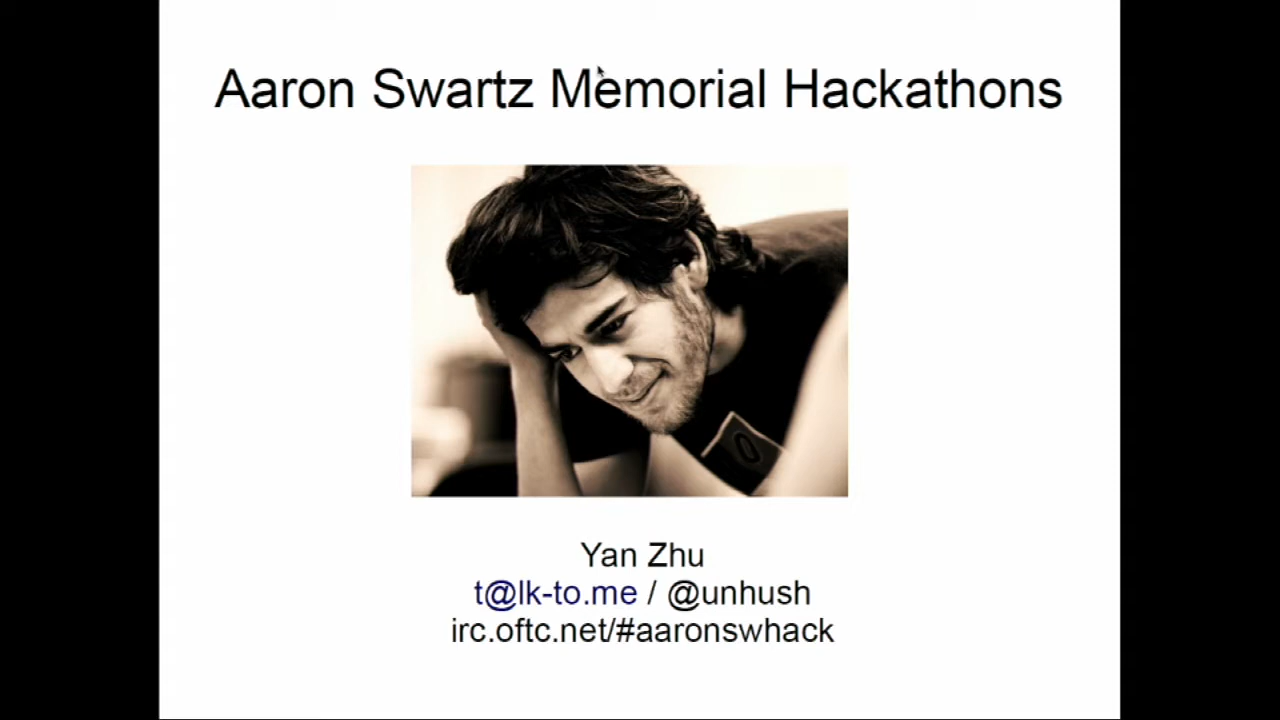 Aaron Swartz Memorial Hackathons
Yan Zhu
t@lk-to.me / @unhush
irc.oftc.net/#aaronswhack